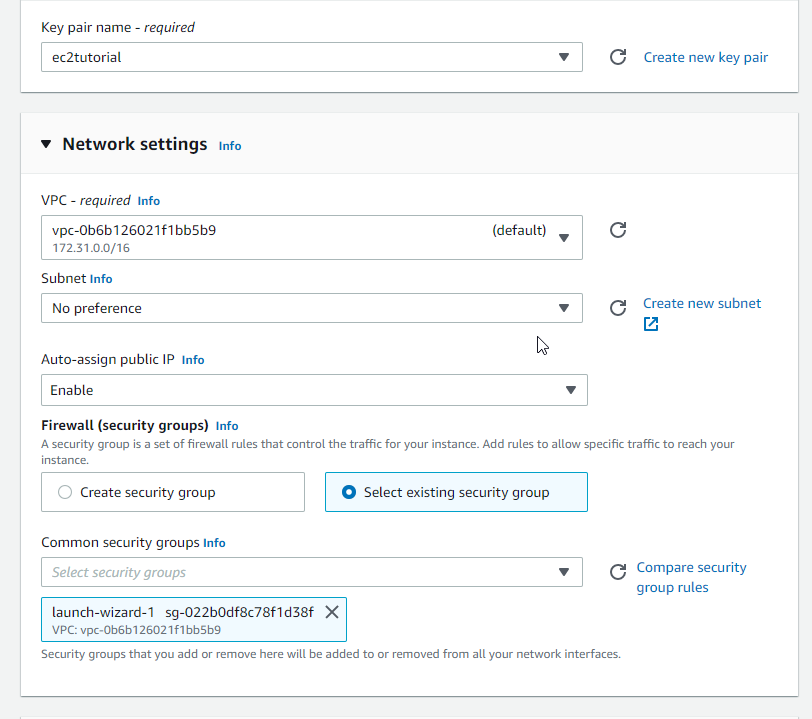 Key pair name - required
ec2tutorial
Create new key pair
Network settings Info
VPC - required Info
vpc-0b6b126021f1bb5b9 (default)
172.31.0.0/16
Subnet Info
No preference
Create new subnet
Auto-assign public IP Info
Enable
Firewall (security groups) Info
A security group is a set of firewall rules that control the traffic for your instance. Add rules to allow specific traffic to reach your
instance.
Create security group
Select existing security group
Common security groups Info
Select security groups
Compare security
group rules
launch-wizard-1 sg-022b0df8c78f1d38f
VPC: vpc-0b6b126021f1bb5b9
Security groups that you add or remove here will be added to or removed from all your network interfaces.